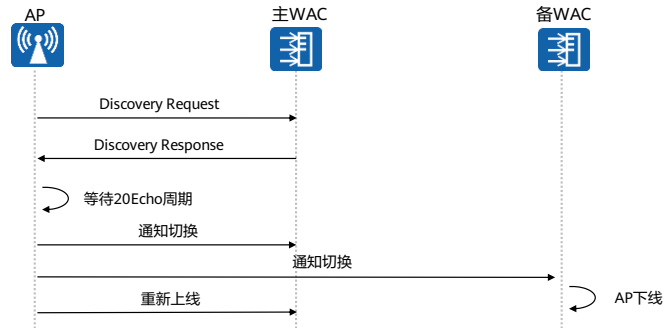 AP
主WAC
备WAC
Discovery Request
Discovery Response
等待20Echo周期
通知切换
通知切换
AP下线
重新上线